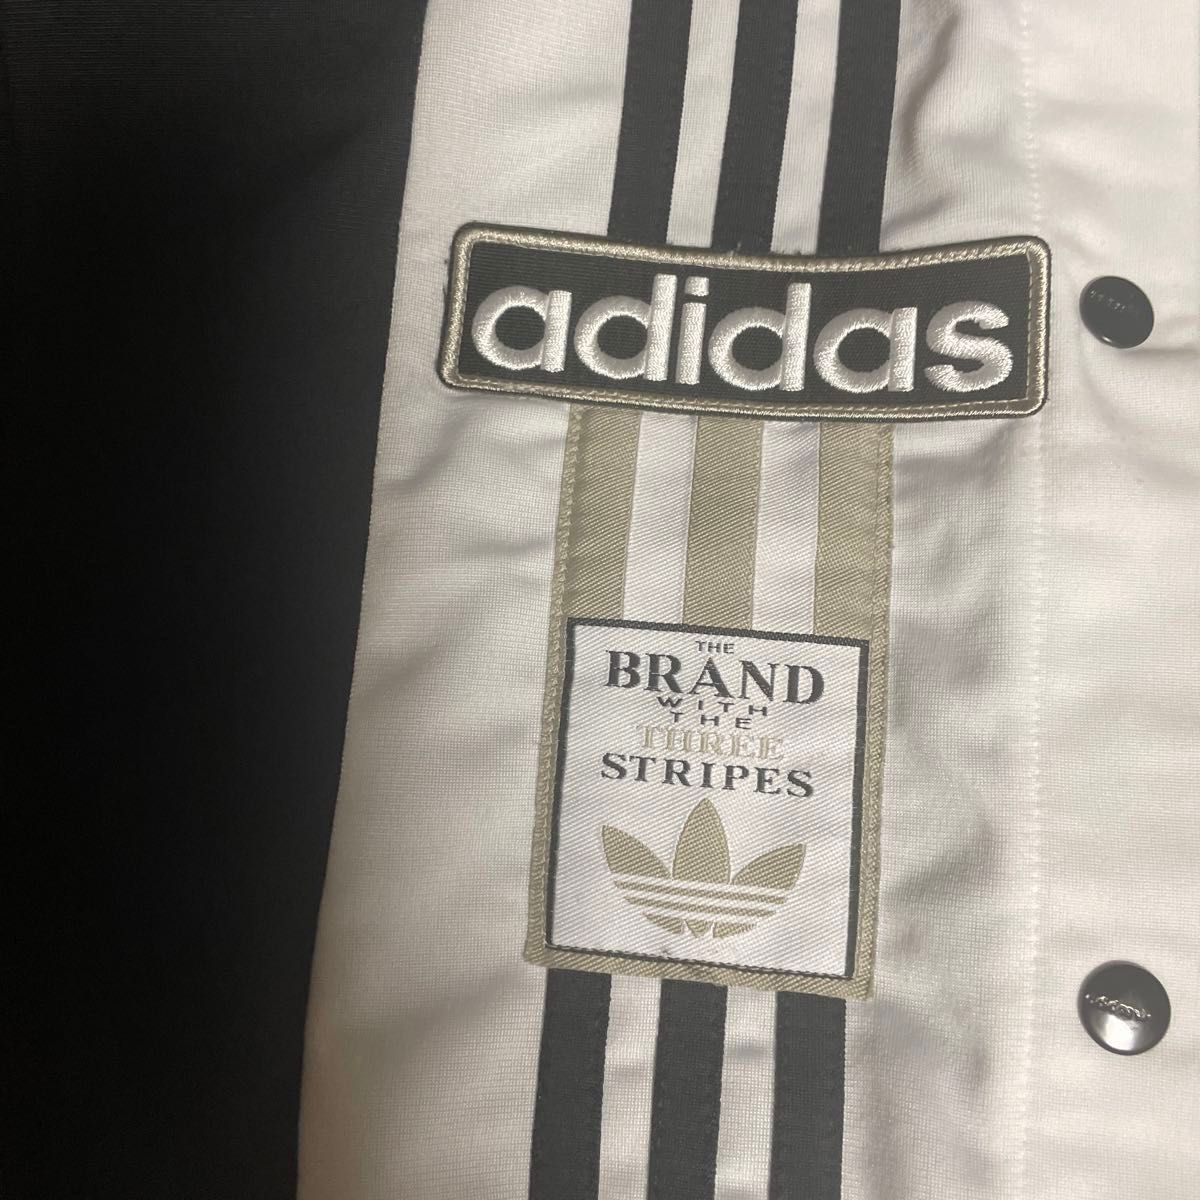 adidas
THE
BRAND
WITH
THE
THREE
STRIPES